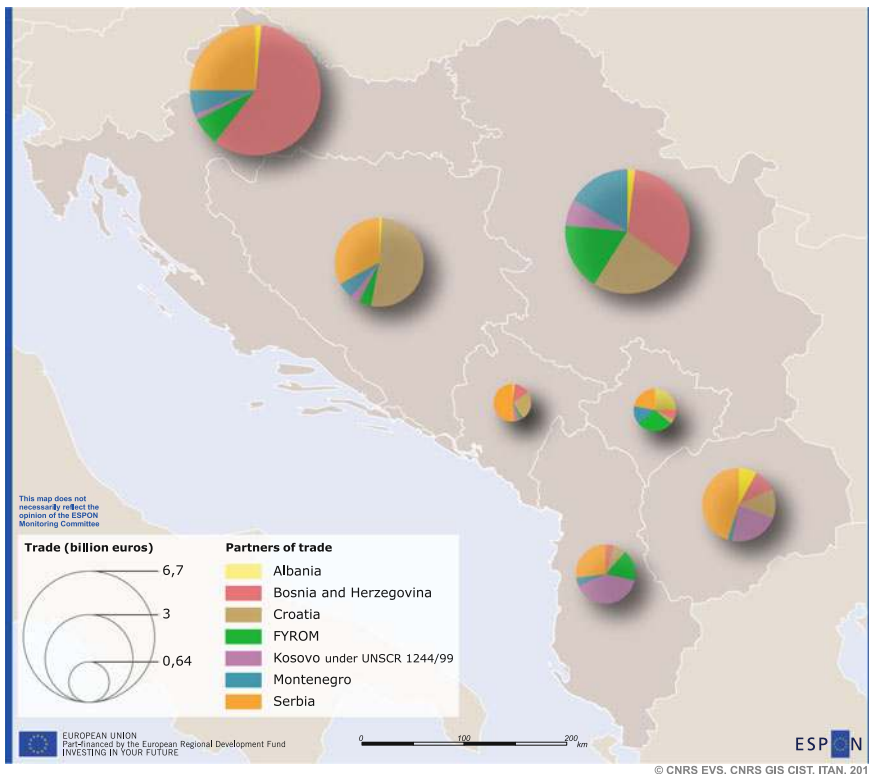 This map does not
necessarily reflect the
opinion of the ESPON
Monitoring Committee
Trade (billion euros)
6,7
3
0,64
Partners of trade
Albania
Bosnia and Herzegovina
Croatia
FYROM
Kosovo under UNSCR 1244/99
Montenegro
Serbia
EUROPEAN UNION
Part-financed by the European Regional Development Fund
INVESTING IN YOUR FUTURE
0 100 200
km
ESPON
© CNRS EVS, CNRS GIS CIST, ITAN, 201